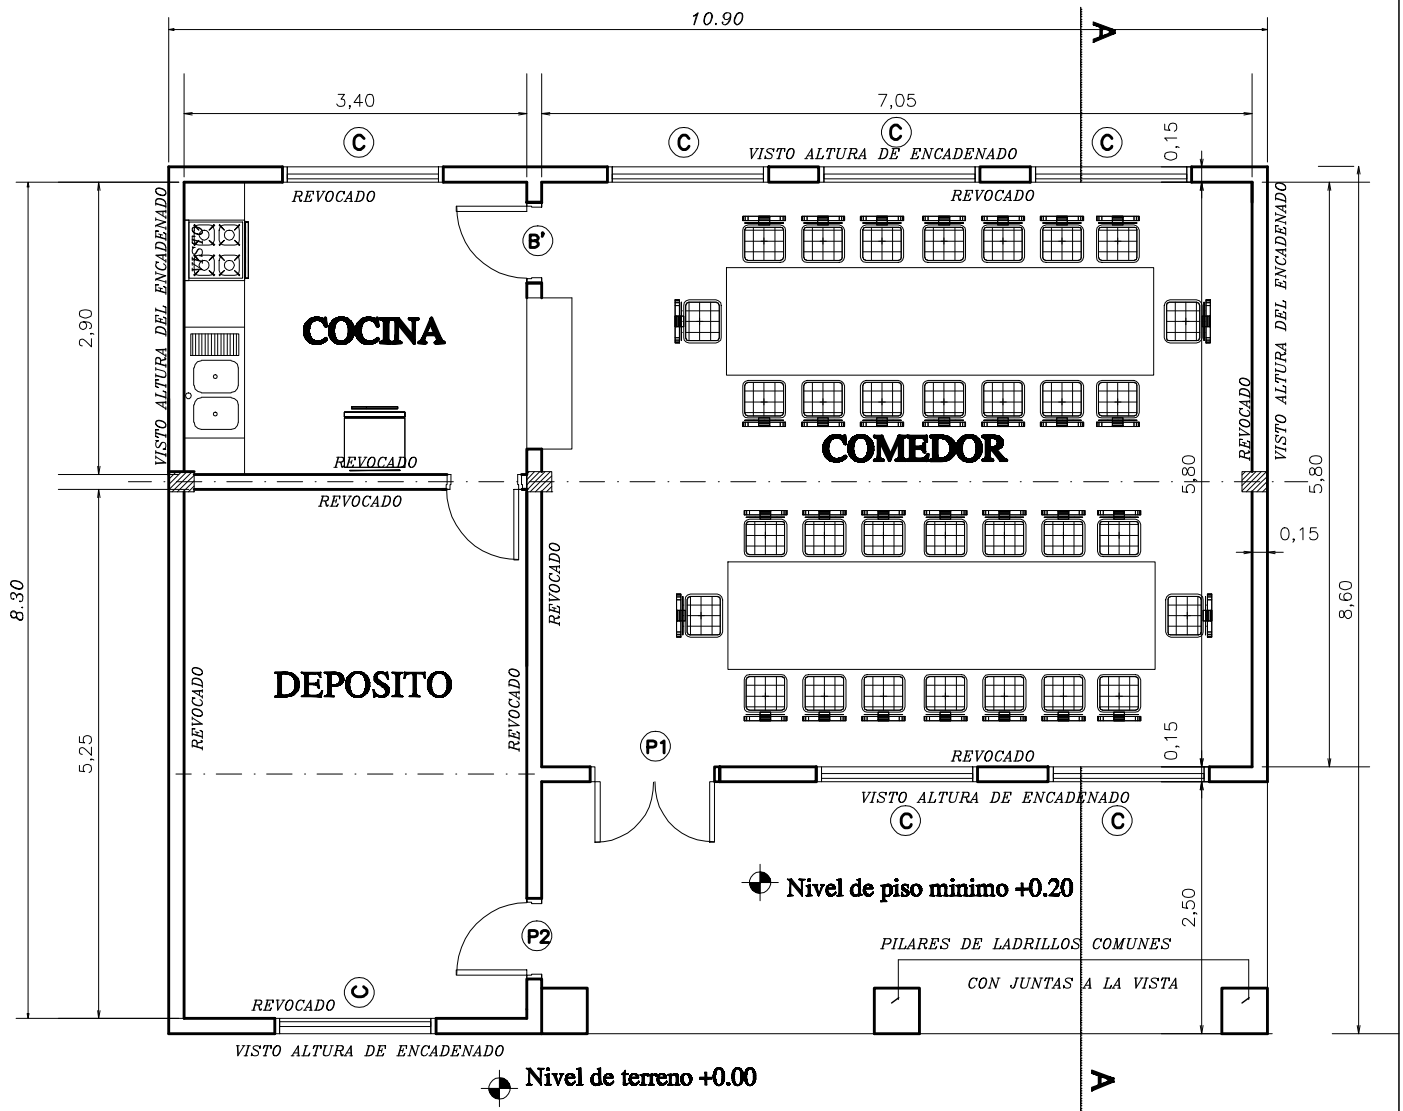 10.90
A
3,40
7,05
C
C
C
C
0,15
VISTO ALTURA DE ENCADENADO
REVOCADO
REVOCADO
VISTO ALTURA DEL ENCADENADO
VISTO
B'
VISTO ALTURA DEL ENCADENADO
2,90
COCINA
REVOCADO
COMEDOR
REVOCADO
REVOCADO
5,80
5,80
0,15
8.30
8,60
REVOCADO
DEPOSITO
REVOCADO
REVOCADO
5,25
P1
REVOCADO
0,15
VISTO ALTURA DE ENCADENADO
C
C
Nivel de piso minimo +0.20
2,50
P2
PILARES DE LADRILLOS COMUNES
CON JUNTAS A LA VISTA
C
REVOCADO
VISTO ALTURA DE ENCADENADO
Nivel de terreno +0.00
A